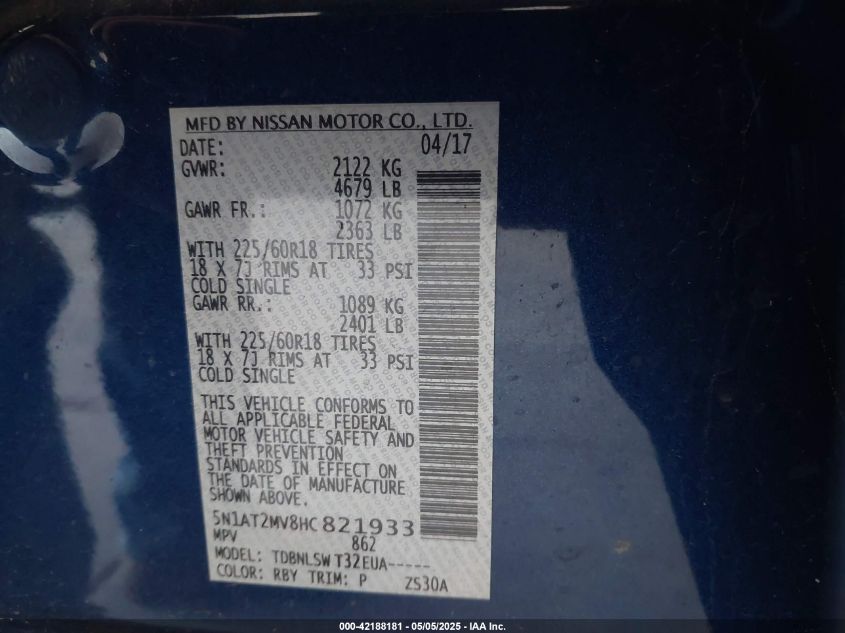 MFD BY NISSAN MOTOR CO., LTD.
DATE: 04/17
GVWR: 2122 KG
4679 LB
GAWR FR.: 1072 KG
2363 LB
WITH 225/60R18 TIRES
18 X 7J RIMS AT 33 PSI
COLD SINGLE
GAWR RR.: 1089 KG
2401 LB
WITH 225/60R18 TIRES
18 X 7J RIMS AT 33 PSI
COLD SINGLE
THIS VEHICLE CONFORMS TO
ALL APPLICABLE FEDERAL
MOTOR VEHICLE SAFETY AND
THEFT PREVENTION
STANDARDS IN EFFECT ON
THE DATE OF MANUFACTURE
SHOWN ABOVE.
5N1AT2MV8HC821933
MPV 862
MODEL: TDBNLSW T32EUA-----
COLOR: RBY TRIM: P ZS30A
000-42188181 - 05/05/2025 - IAA Inc.